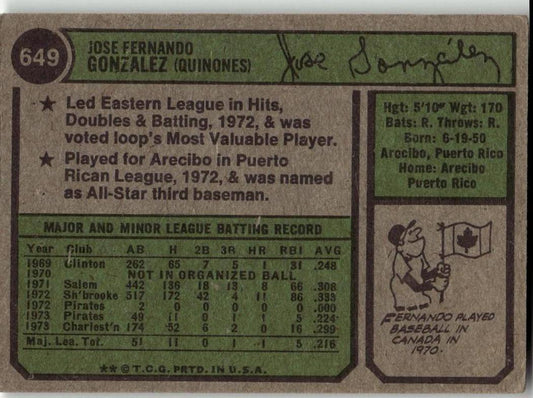 649
JOSE FERNANDO
GONZALEZ (QUINONES)
Jose González
★ Led Eastern League in Hits,
Doubles & Batting, 1972, & was
voted loop's Most Valuable Player.
★ Played for Arecibo in Puerto
Rican League, 1972, & was named
as All-Star third baseman.
Hgt: 5'10" Wgt: 170
Bats: R. Throws: R.
Born: 6-19-50
Arecibo, Puerto Rico
Home: Arecibo
Puerto Rico
MAJOR AND MINOR LEAGUE BATTING RECORD
Year Club AB H 2B 3B HR RBI AVG
1969 Clinton 262 65 7 5 1 31 .248
1970 NOT IN ORGANIZED BALL
1971 Salem 442 136 18 13 8 66 .308
1972 Sh'brooke 517 172 42 4 11 86 .333
1972 Pirates 2 0 0 0 0 0 .000
1973 Pirates 49 11 0 1 1 5 .224
1973 Charlest'n 174 52 6 2 0 16 .299
Maj. Lea. Tot. 51 11 0 1 1 5 .216
** © T.C.G. PRTD. IN U.S.A.
FERNANDO PLAYED
BASEBALL IN
CANADA IN
1970.